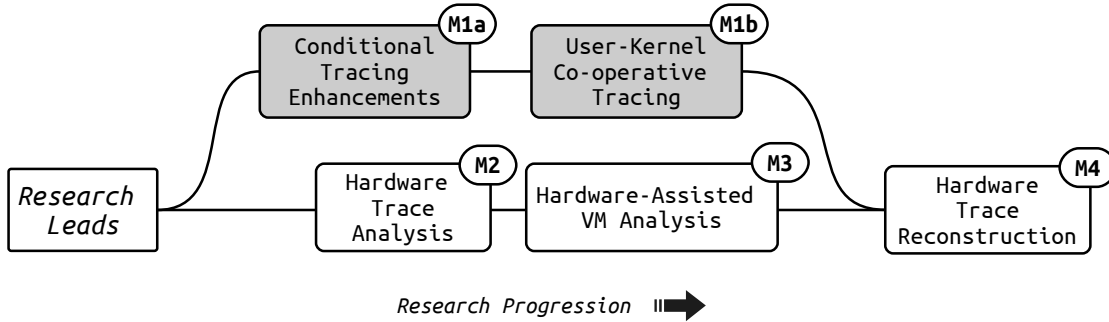 M1a
Conditional
Tracing
Enhancements
M1b
User-Kernel
Co-operative
Tracing
Research
Leads
M2
Hardware
Trace
Analysis
M3
Hardware-Assisted
VM Analysis
M4
Hardware
Trace
Reconstruction
Research Progression